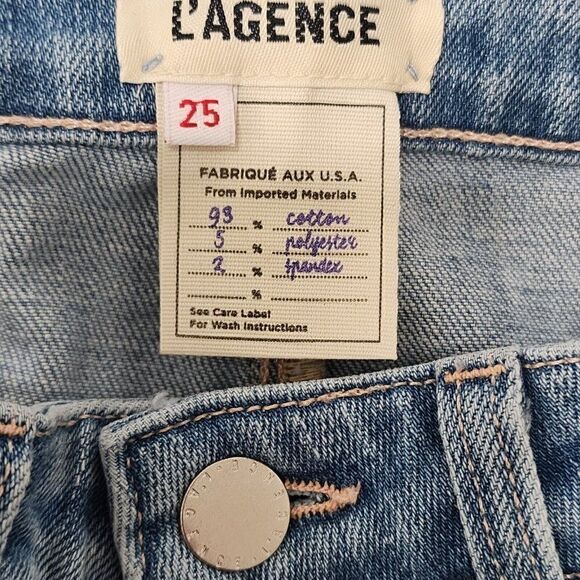 L'AGENCE
25
FABRIQUÉ AUX U.S.A.
From Imported Materials
93 % cotton
5 % polyester
2 % spandex
%
See Care Label
For Wash Instructions